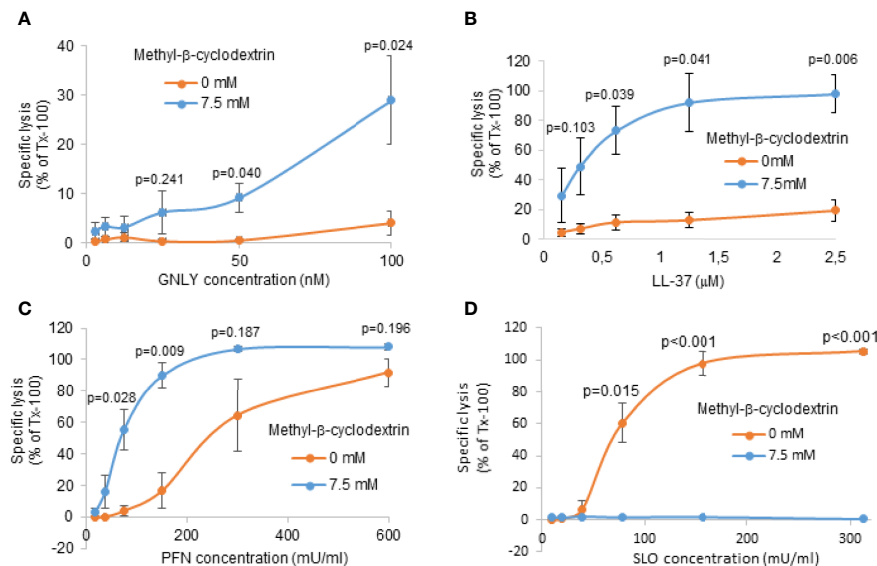 A
Methyl-β-cyclodextrin
0 mM
7.5 mM
p=0.241
p=0.040
p=0.024
Specific lysis
(% of Tx-100)
40
30
20
10
0
0
50
100
GNLY concentration (nM)
B
p=0.103
p=0.039
p=0.041
p=0.006
Methyl-β-cyclodextrin
0mM
7.5mM
Specific lysis
(% of Tx-100)
120
100
80
60
40
20
0
0
0,5
1
1,5
2
2,5
LL-37 (μM)
C
p=0.028
p=0.009
p=0.187
p=0.196
Methyl-β-cyclodextrin
0 mM
7.5 mM
Specific lysis
(% of Tx-100)
120
100
80
60
40
20
0
-20
0
200
400
600
PFN concentration (mU/ml)
D
p=0.015
p<0.001
p<0.001
Methyl-β-cyclodextrin
0 mM
7.5 mM
Specific lysis
(% of Tx-100)
120
100
80
60
40
20
0
-20
0
100
200
300
SLO concentration (mU/ml)